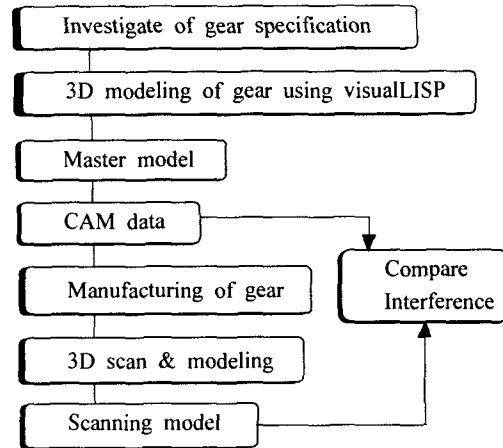 Investigate of gear specification
3D modeling of gear using visualLISP
Master model
CAM data
Compare
Interference
Manufacturing of gear
3D scan & modeling
Scanning model